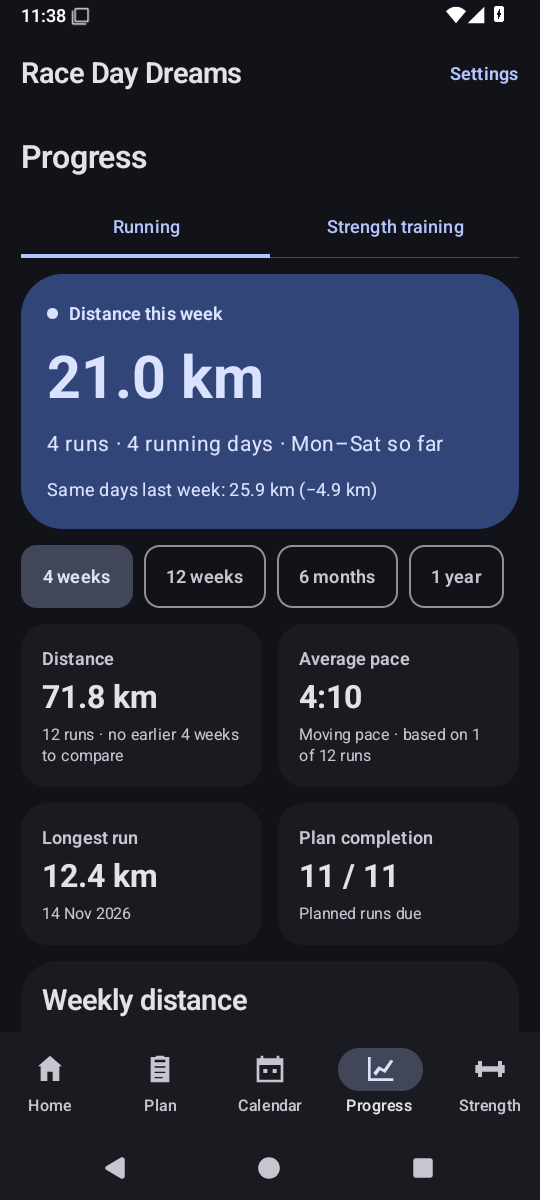 11:38
Race Day Dreams
Settings
Progress
Running
Strength training
Distance this week
21.0 km
4 runs · 4 running days · Mon–Sat so far
Same days last week: 25.9 km (−4.9 km)
4 weeks
12 weeks
6 months
1 year
Distance
71.8 km
12 runs · no earlier 4 weeks
to compare
Average pace
4:10
Moving pace · based on 1
of 12 runs
Longest run
12.4 km
14 Nov 2026
Plan completion
11 / 11
Planned runs due
Weekly distance
Home
Plan
Calendar
Progress
Strength